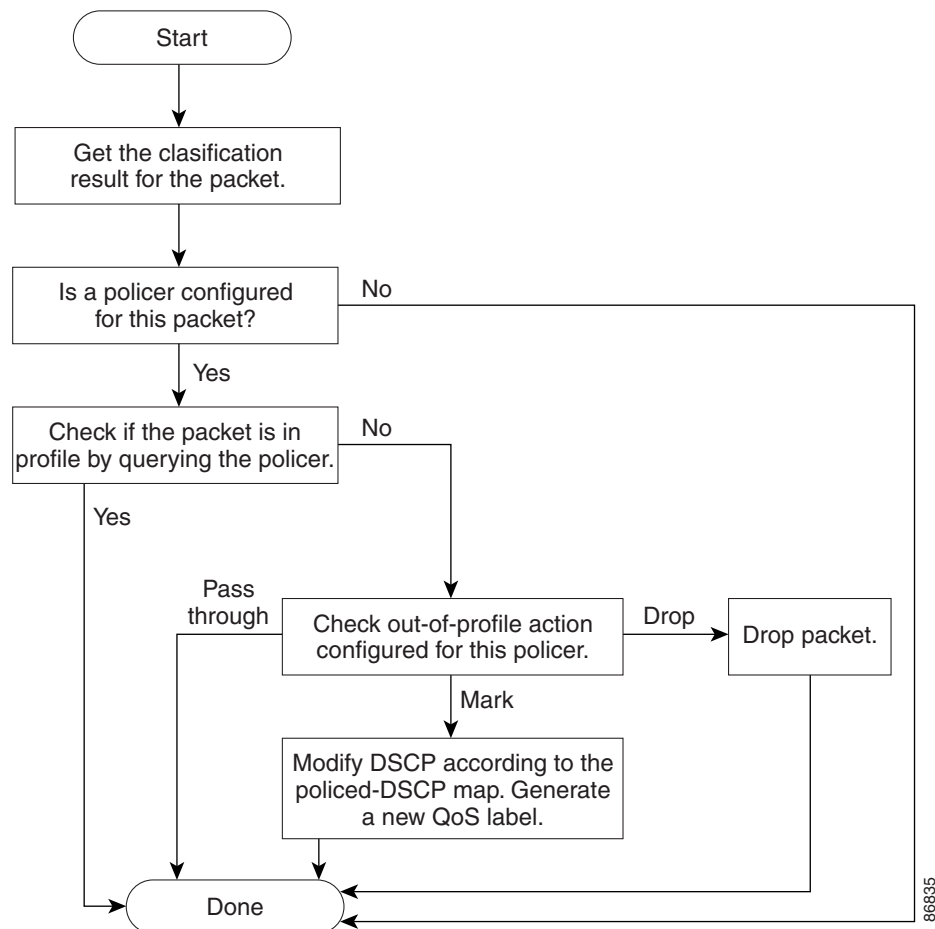 Start
Get the clasification
result for the packet.
Is a policer configured
for this packet?
No
Yes
Check if the packet is in
profile by querying the policer.
No
Yes
Pass
through
Check out-of-profile action
configured for this policer.
Drop
Drop packet.
Mark
Modify DSCP according to the
policed-DSCP map. Generate
a new QoS label.
Done
86835